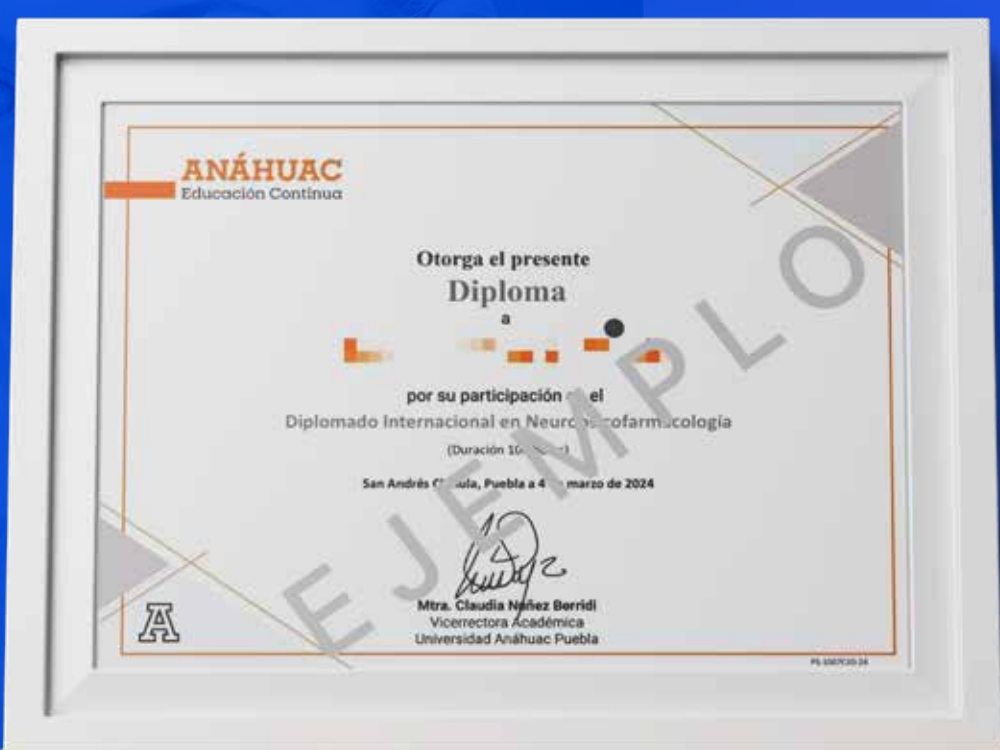 ANÁHUAC
Educación Continua
Otorga el presente
Diploma
a
por su participación el
Diplomado Internacional en
(Duración
San Andrés Puebla a 4 marzo de 2024
EJEMPLO
Mtra. Claudia Núñez Berridi
Vicerrectora Académica
Universidad Anáhuac Puebla
A